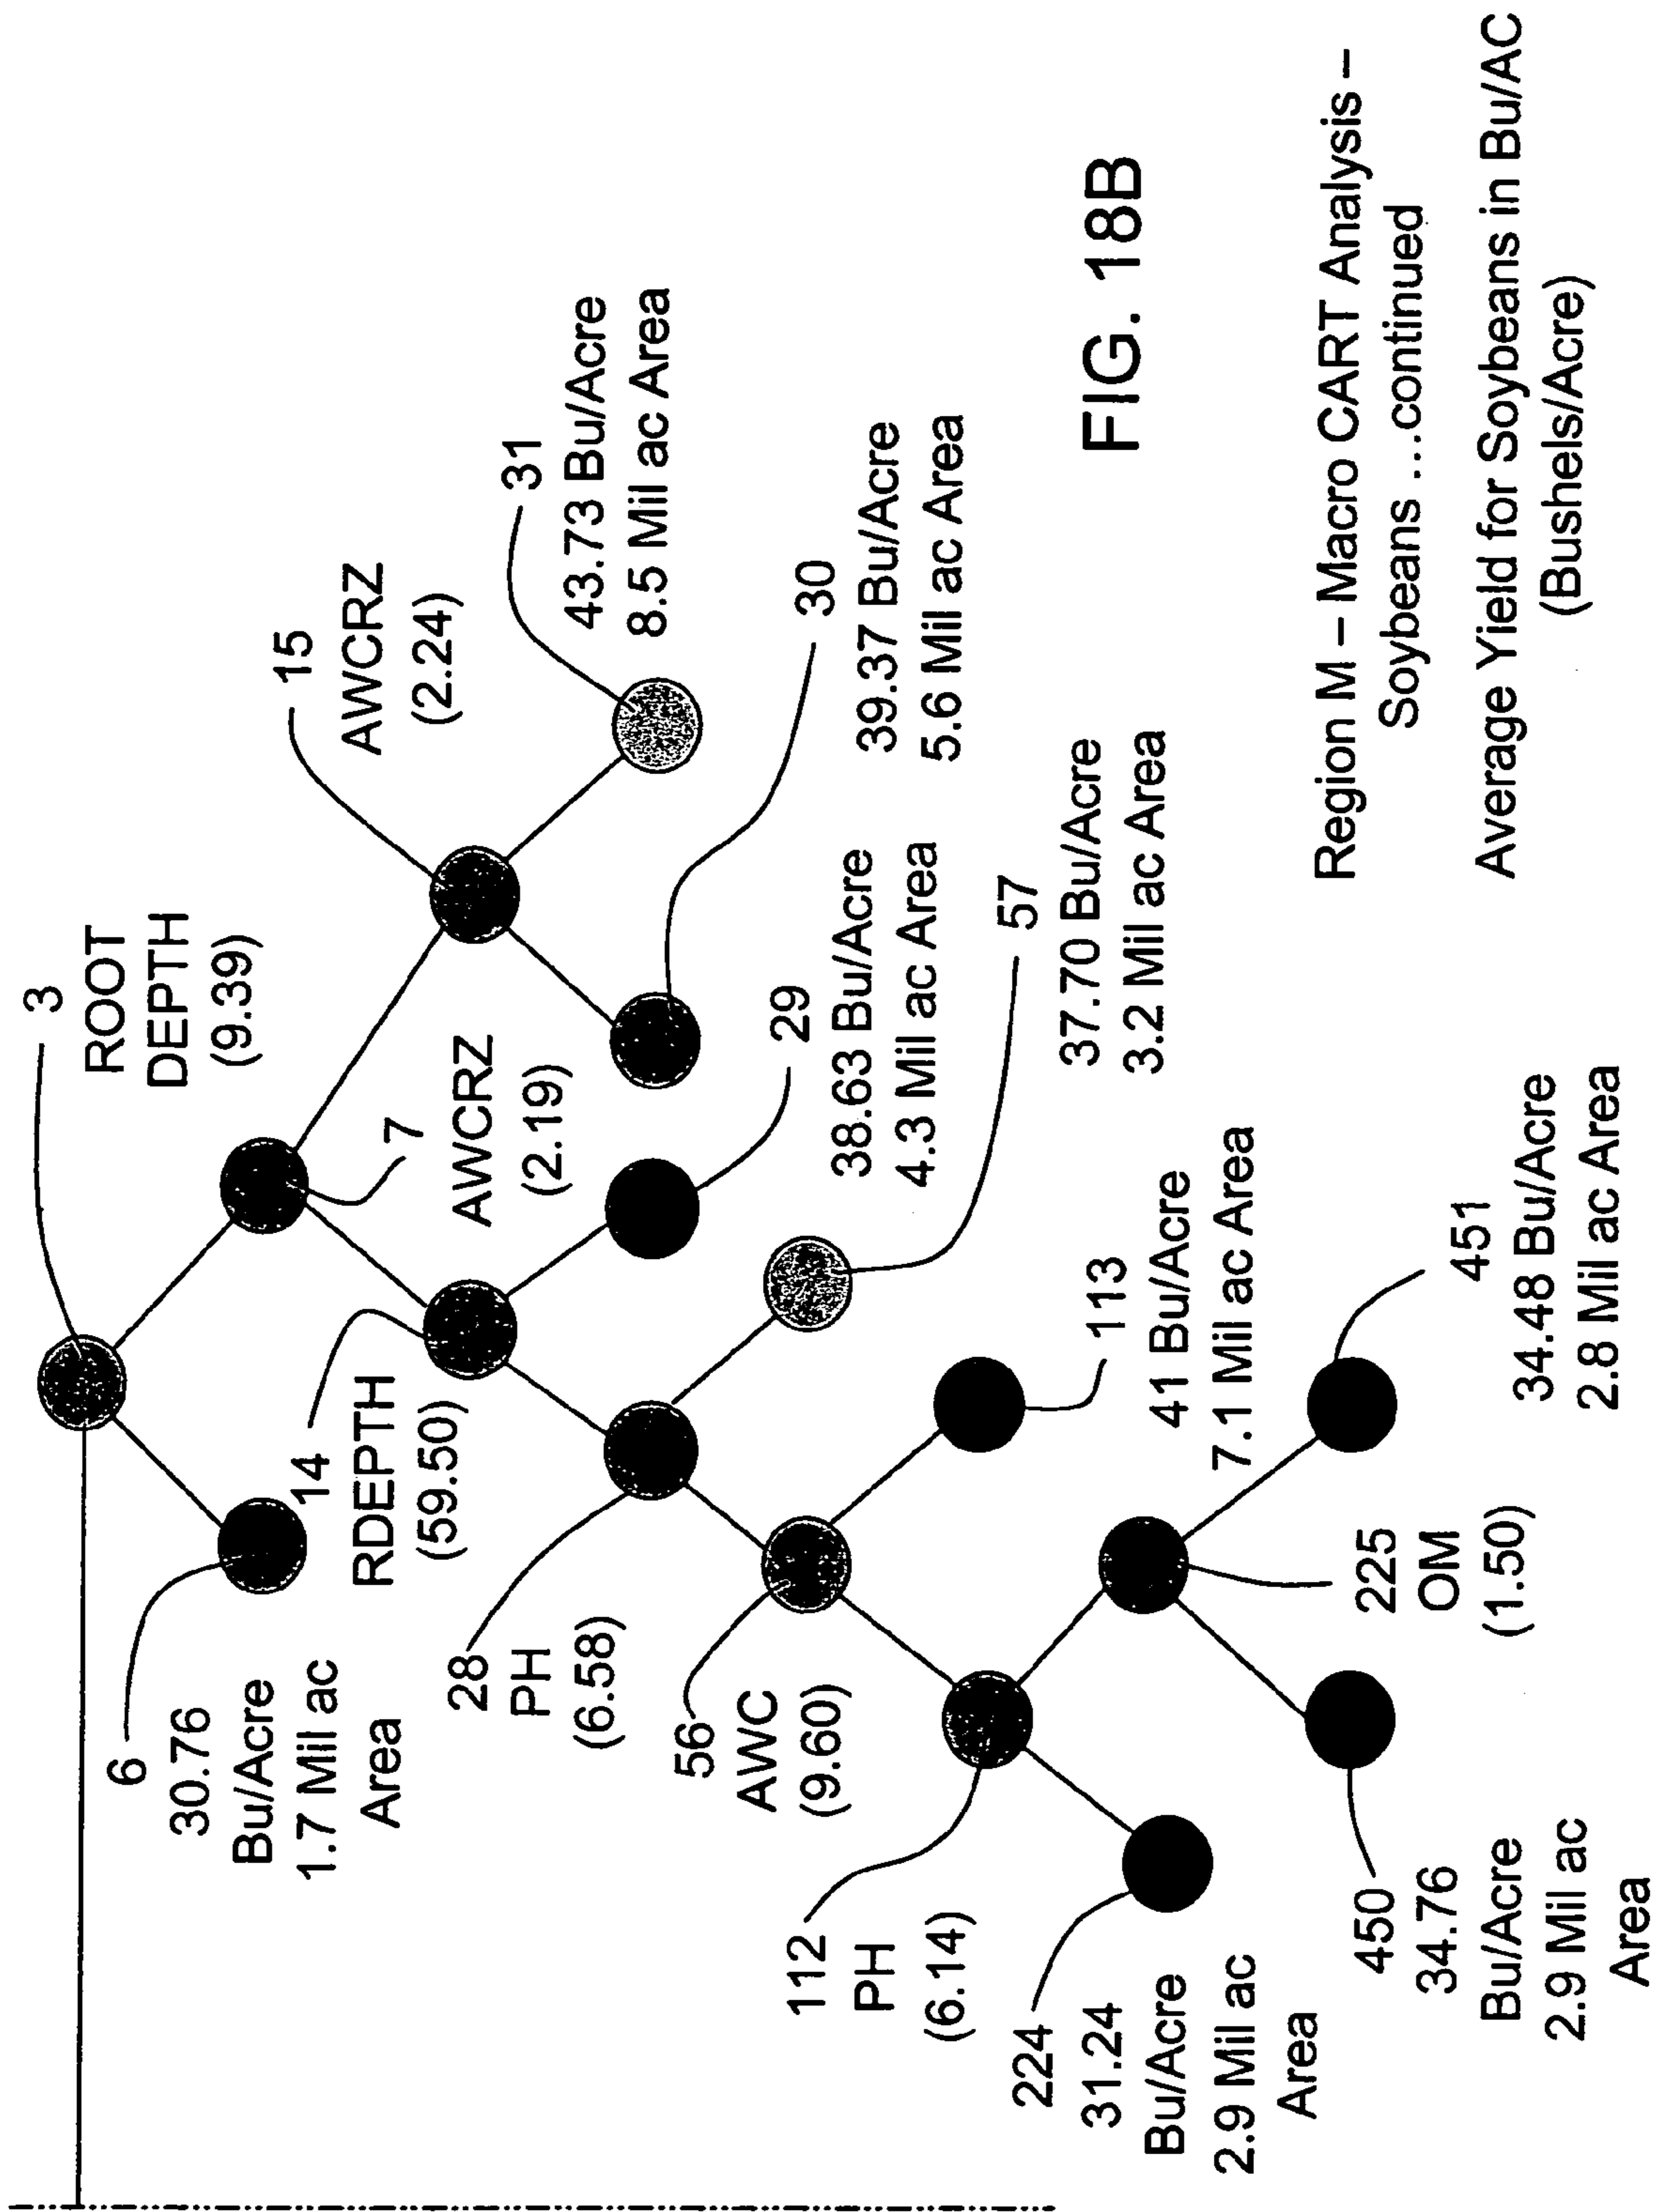 3
ROOT
DEPTH
(9.39)
6
30.76
Bu/Acre
1.7 Mil ac
Area
7
AWCRZ
(2.19)
15
AWCRZ
(2.24)
14
RDEPTH
(59.50)
31
43.73 Bu/Acre
8.5 Mil ac Area
30
39.37 Bu/Acre
5.6 Mil ac Area
28
PH
(6.58)
29
38.63 Bu/Acre
4.3 Mil ac Area
56
AWC
(9.60)
57
37.70 Bu/Acre
3.2 Mil ac Area
112
PH
(6.14)
113
41 Bu/Acre
7.1 Mil ac Area
224
31.24
Bu/Acre
2.9 Mil ac
Area
225
OM
(1.50)
450
34.76
Bu/Acre
2.9 Mil ac
Area
451
34.48 Bu/Acre
2.8 Mil ac Area
FIG. 18B
Region M – Macro CART Analysis –
Soybeans ...continued
Average Yield for Soybeans in Bu/AC
(Bushels/Acre)